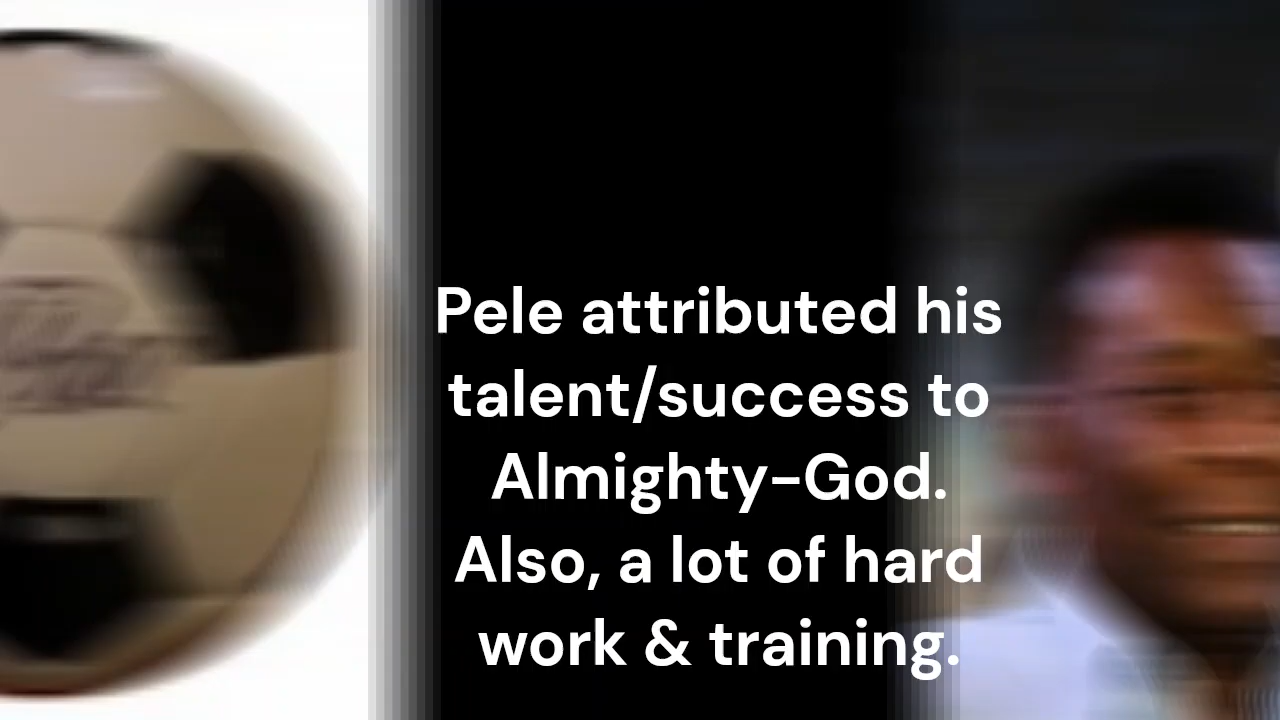 Pele attributed his
talent/success to
Almighty-God.
Also, a lot of hard
work & training.